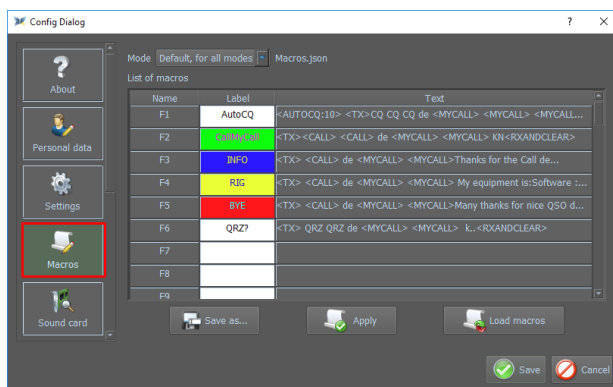 Config Dialog ? ×
About
Personal data
Settings
Macros
Sound card
Mode Default, for all modes Macros.json
List of macros
Name Label Text
F1 AutoCQ <AUTOCQ:10> <TX>CQ CQ CQ de <MYCALL> <MYCALL> <MYCALL...
F2 CallMyCall <TX><CALL> <CALL> de <MYCALL> <MYCALL> KN<RXANDCLEAR>
F3 INFO <TX> <CALL> de <MYCALL> <MYCALL>Thanks for the Call de...
F4 RIG <TX> <CALL> de <MYCALL> <MYCALL> My equipment is:Software :...
F5 BYE <TX> <CALL> de <MYCALL> <MYCALL>Many thanks for nice QSO d...
F6 QRZ? <TX> QRZ QRZ de <MYCALL> <MYCALL> k..<RXANDCLEAR>
F7
F8
F9
Save as... Apply Load macros
Save Cancel